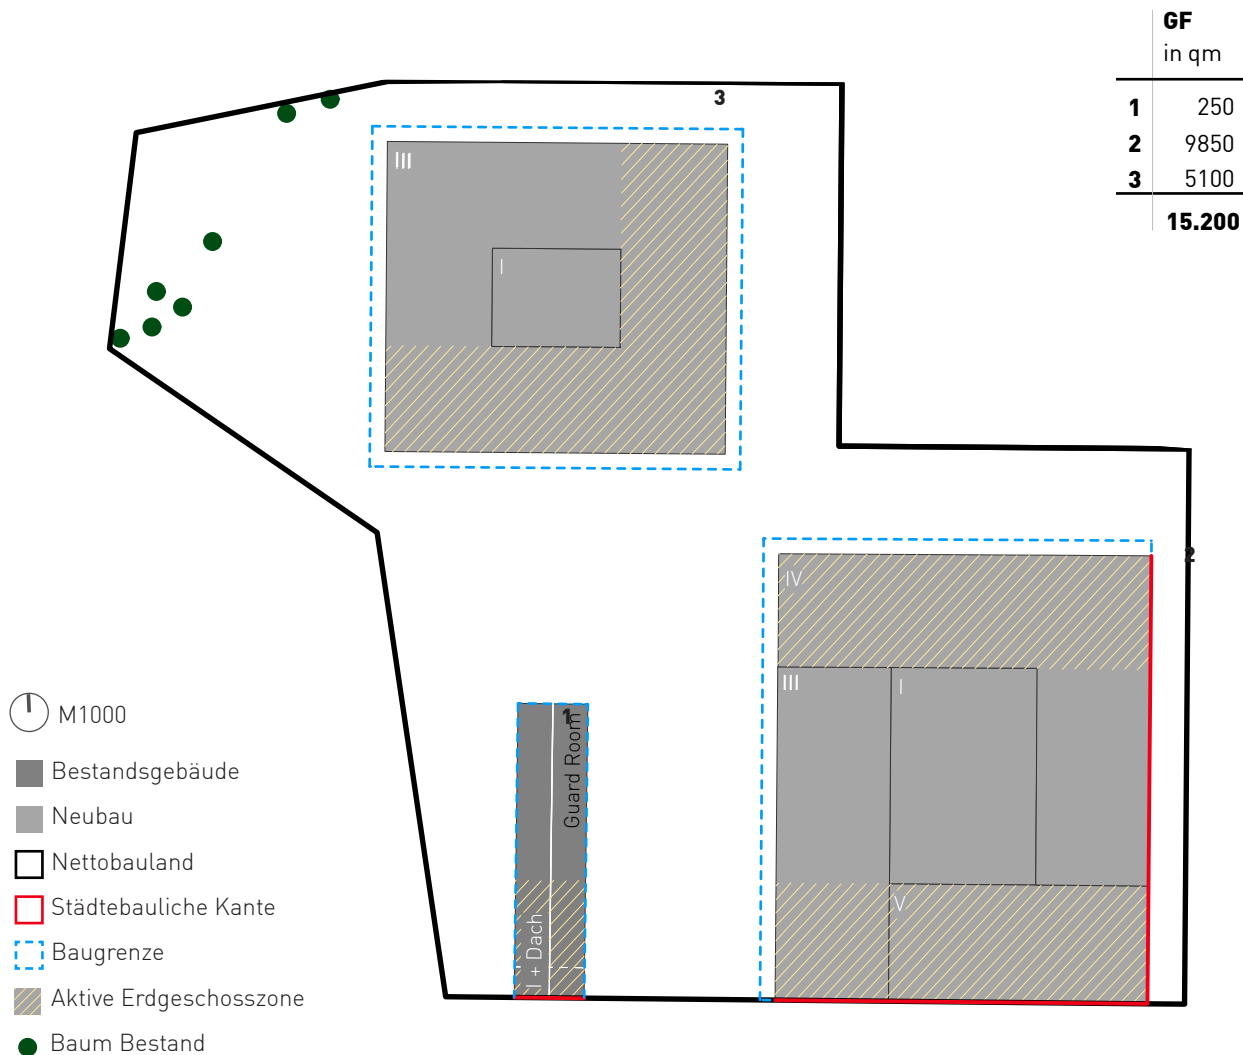 GF
in qm
1 250
2 9850
3 5100
15.200
3
III
I
2
IV
III
I
V
1
Guard Room
I + Dach
M1000
Bestandsgebäude
Neubau
Nettobauland
Städtebauliche Kante
Baugrenze
Aktive Erdgeschosszone
Baum Bestand